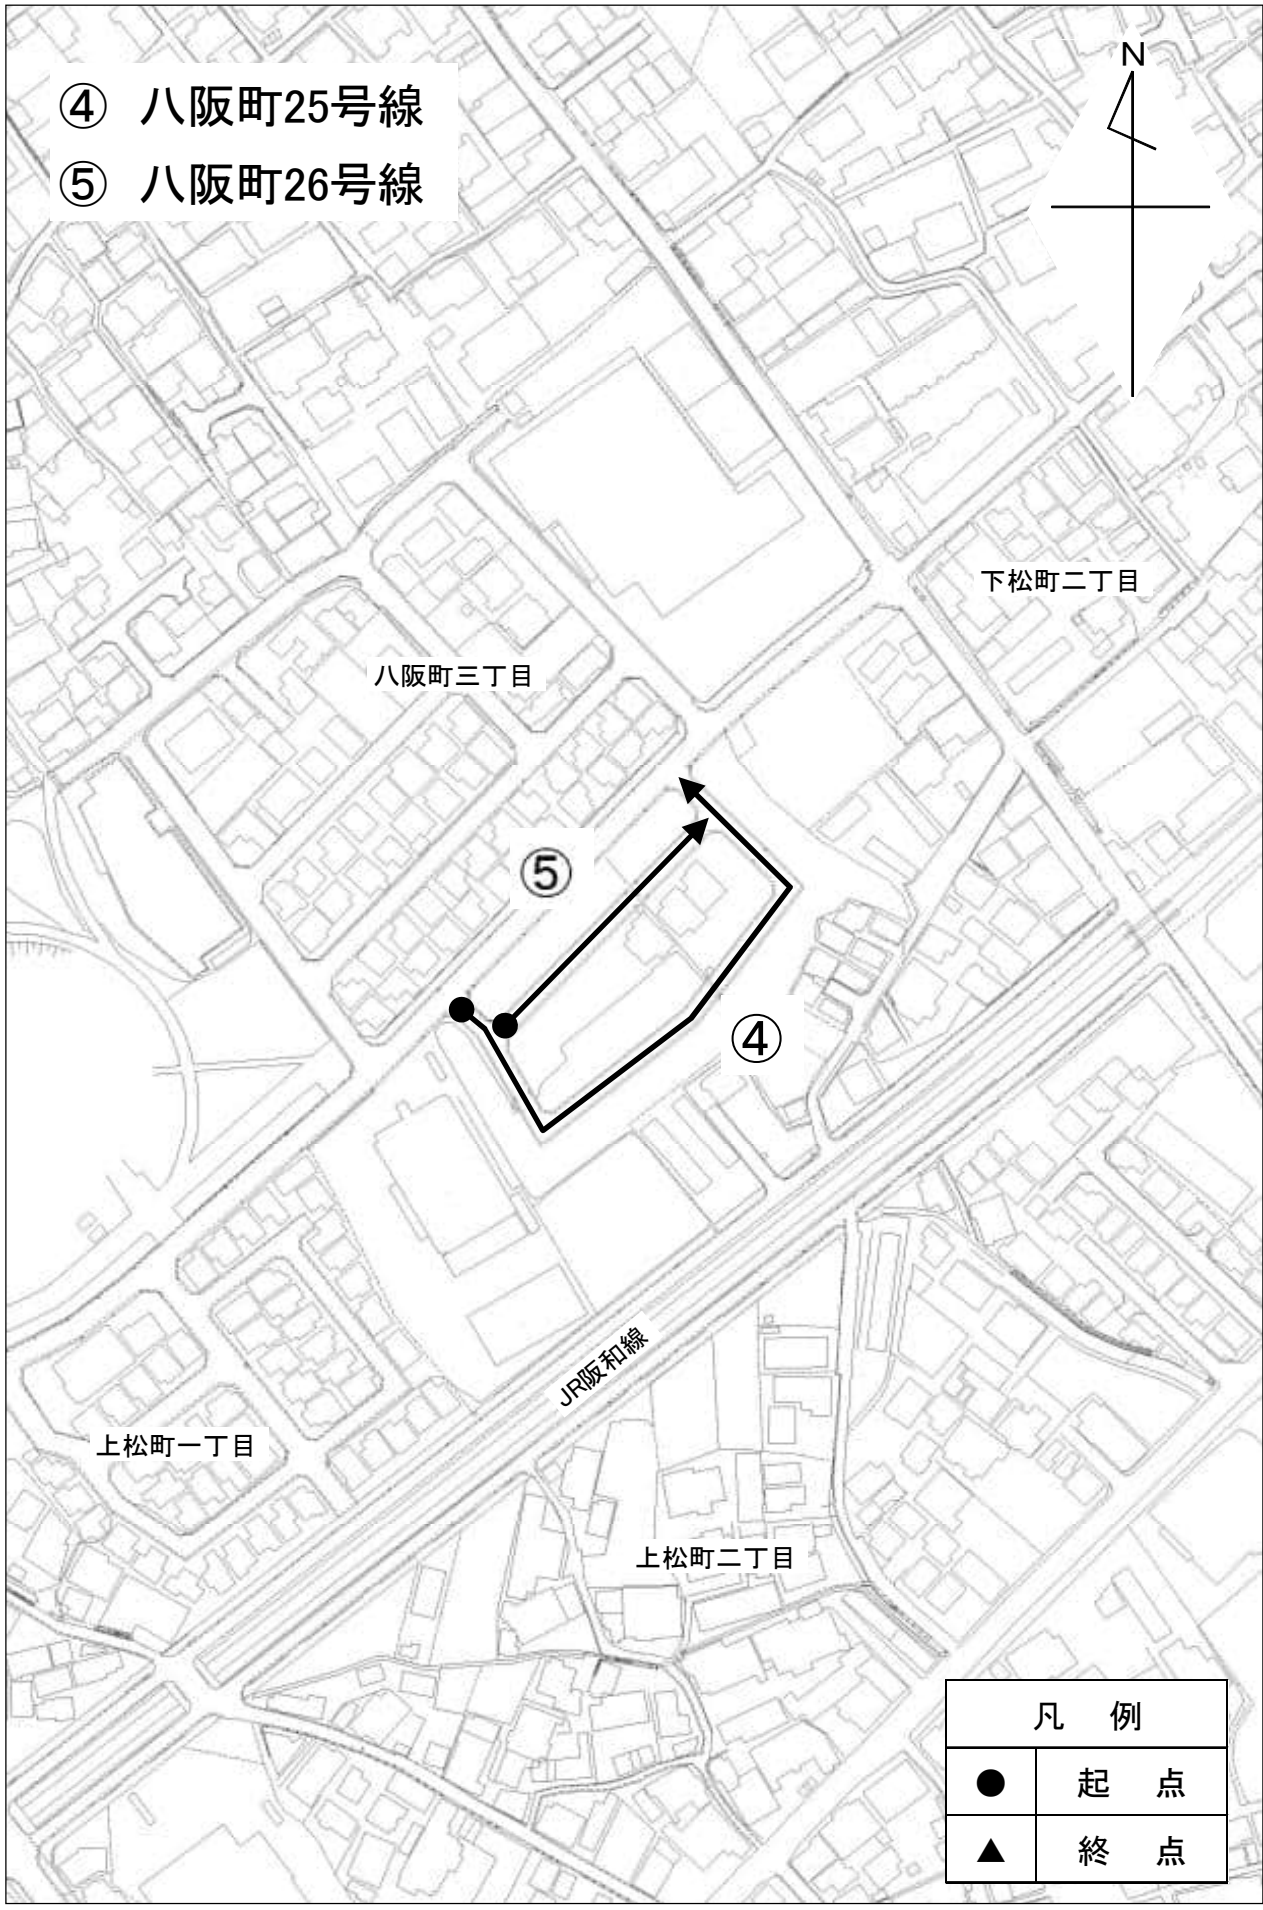 ④ 八阪町25号線
⑤ 八阪町26号線
N
下松町二丁目
八阪町三丁目
⑤
④
JR阪和線
上松町一丁目
上松町二丁目
凡 例
● 起 点
▲ 終 点